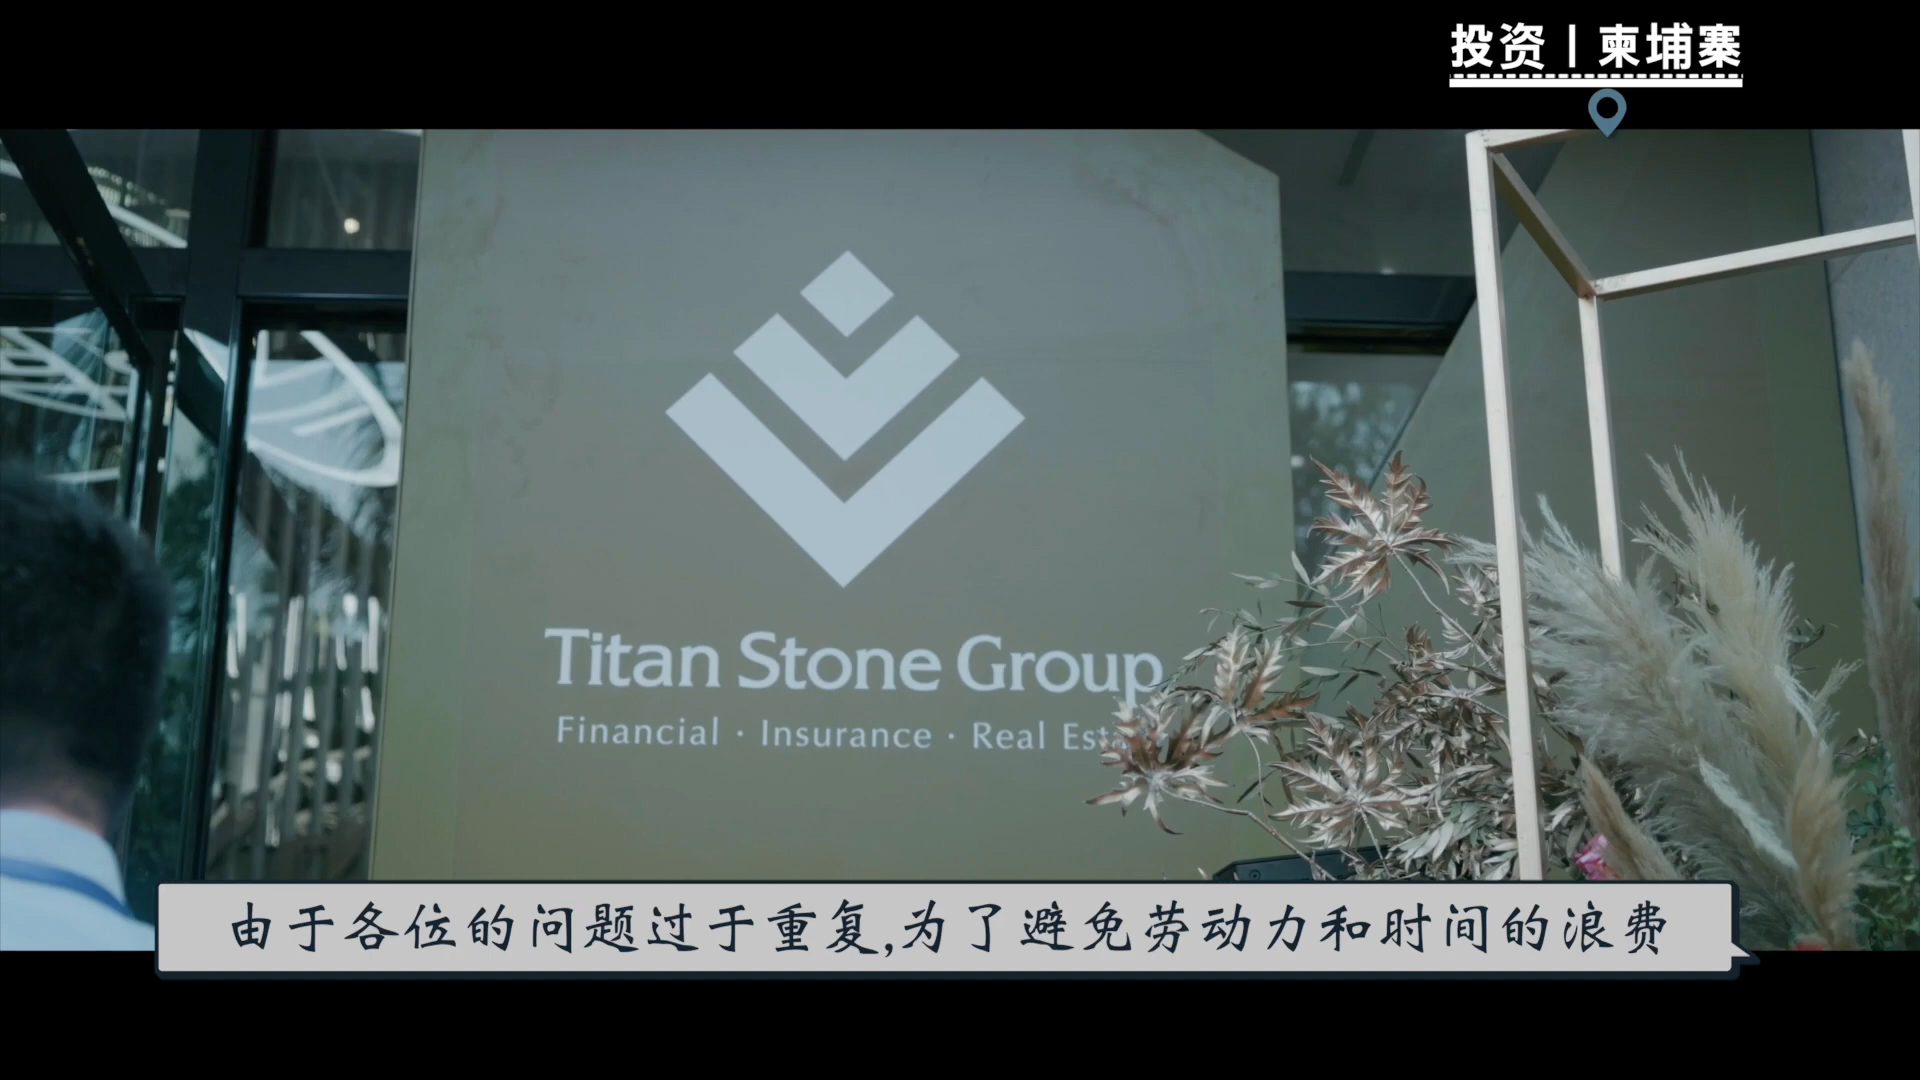 投资丨柬埔寨
Titan Stone Group
Financial · Insurance · Real
由于各位的问题过于重复,为了避免劳动力和时间的浪费